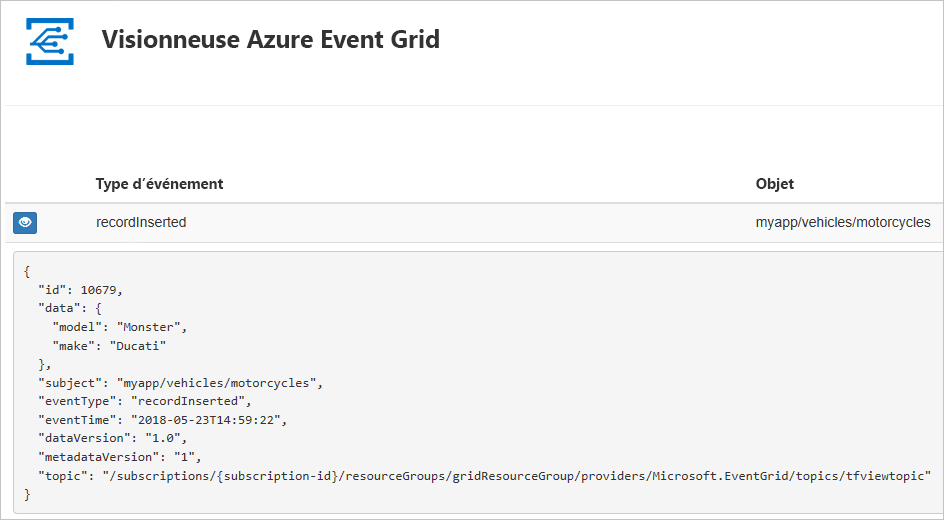 Visionneuse Azure Event Grid
Type d’événement Objet
recordInserted myapp/vehicles/motorcycles
{
  "id": 10679,
  "data": {
    "model": "Monster",
    "make": "Ducati"
  },
  "subject": "myapp/vehicles/motorcycles",
  "eventType": "recordInserted",
  "eventTime": "2018-05-23T14:59:22",
  "dataVersion": "1.0",
  "metadataVersion": "1",
  "topic": "/subscriptions/{subscription-id}/resourceGroups/gridResourceGroup/providers/Microsoft.EventGrid/topics/tfviewtopic"
}